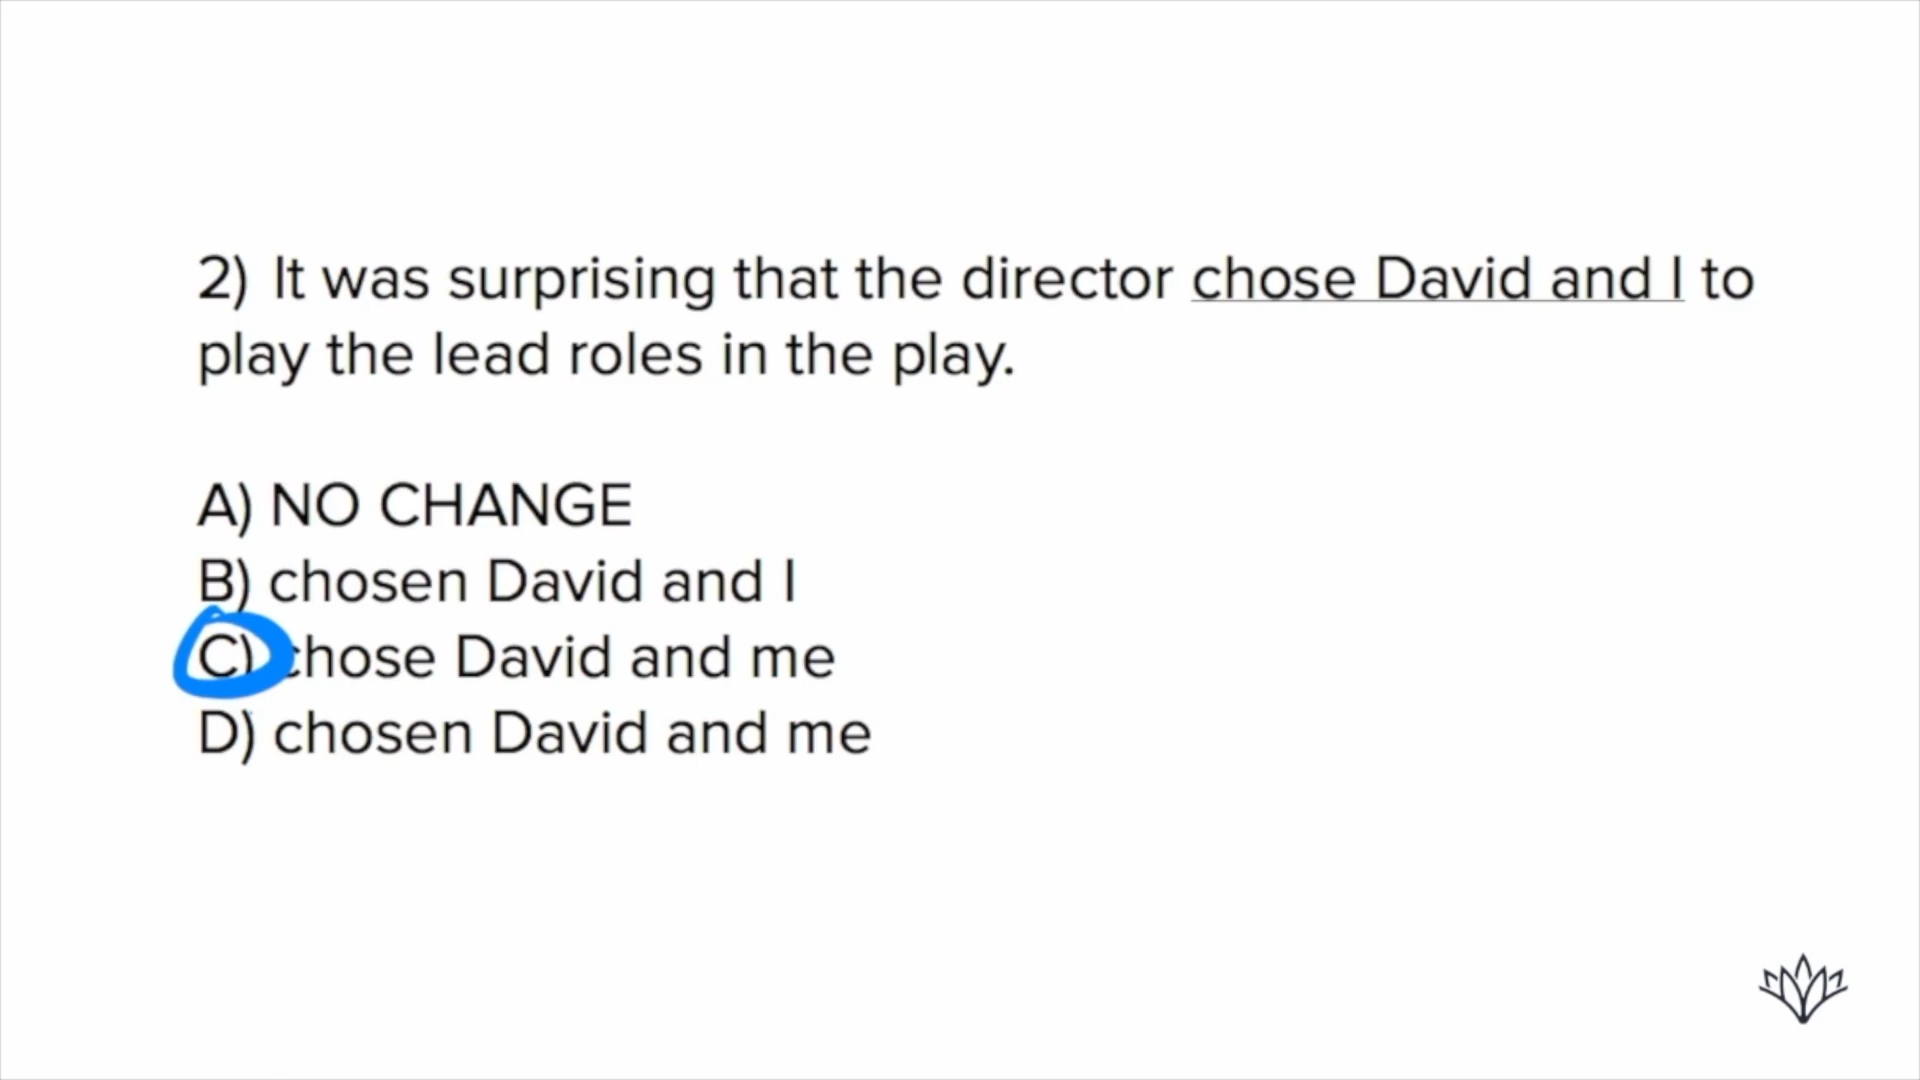 2) It was surprising that the director chose David and I to
play the lead roles in the play.
A) NO CHANGE
B) chosen David and I
C) chose David and me
D) chosen David and me